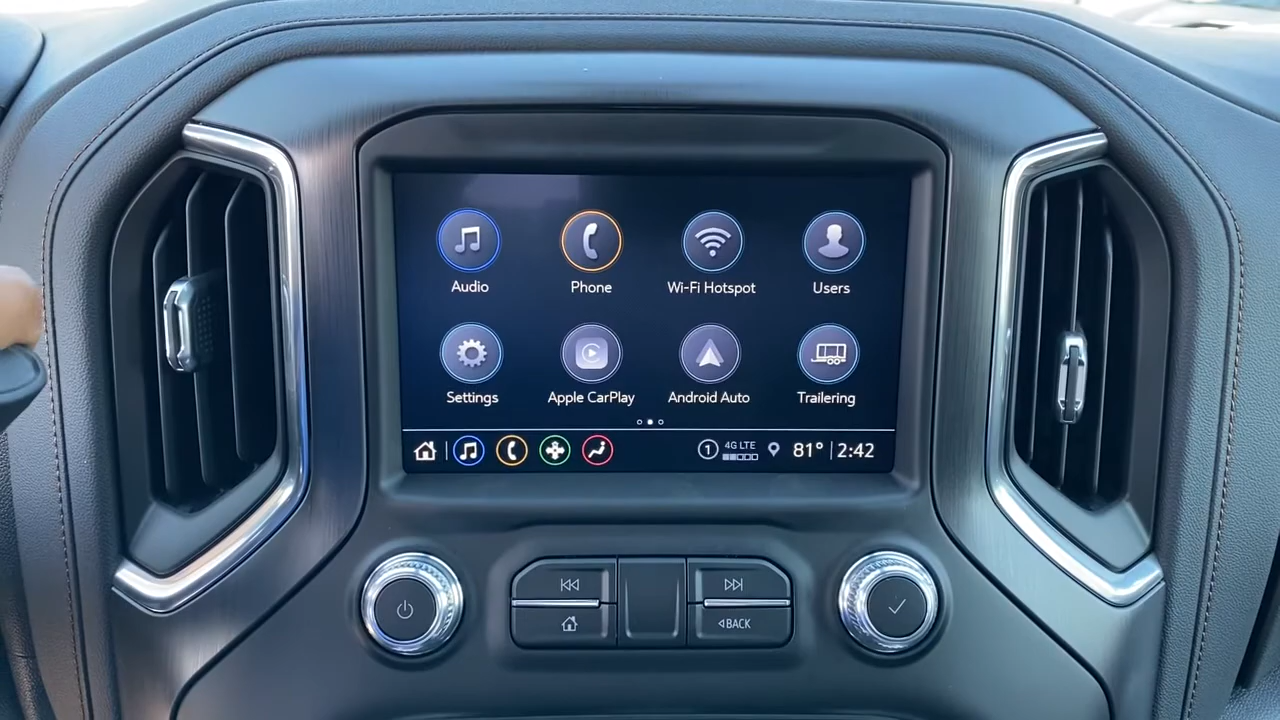 Audio Phone Wi-Fi Hotspot Users
Settings Apple CarPlay Android Auto Trailering
1 4G LTE 81° 2:42
BACK